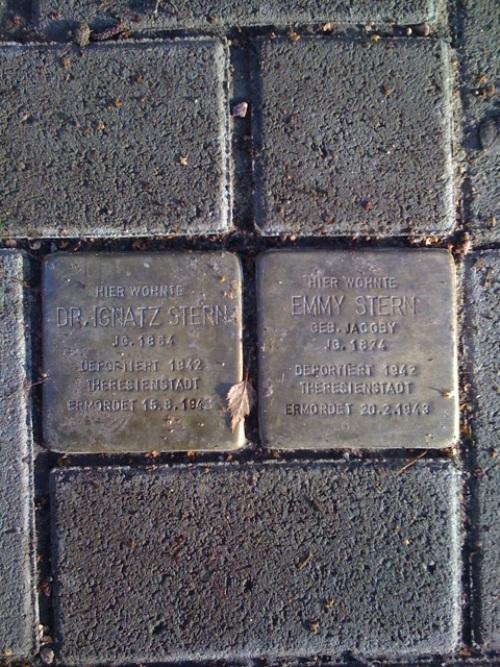 HIER WOHNTE
DR. IGNATZ STERN
JG. 1864
DEPORTIERT 1942
THERESIENSTADT
ERMORDET 15.8.1943
HIER WOHNTE
EMMY STERN
GEB. JACOBY
JG. 1874
DEPORTIERT 1942
THERESIENSTADT
ERMORDET 20.2.1943